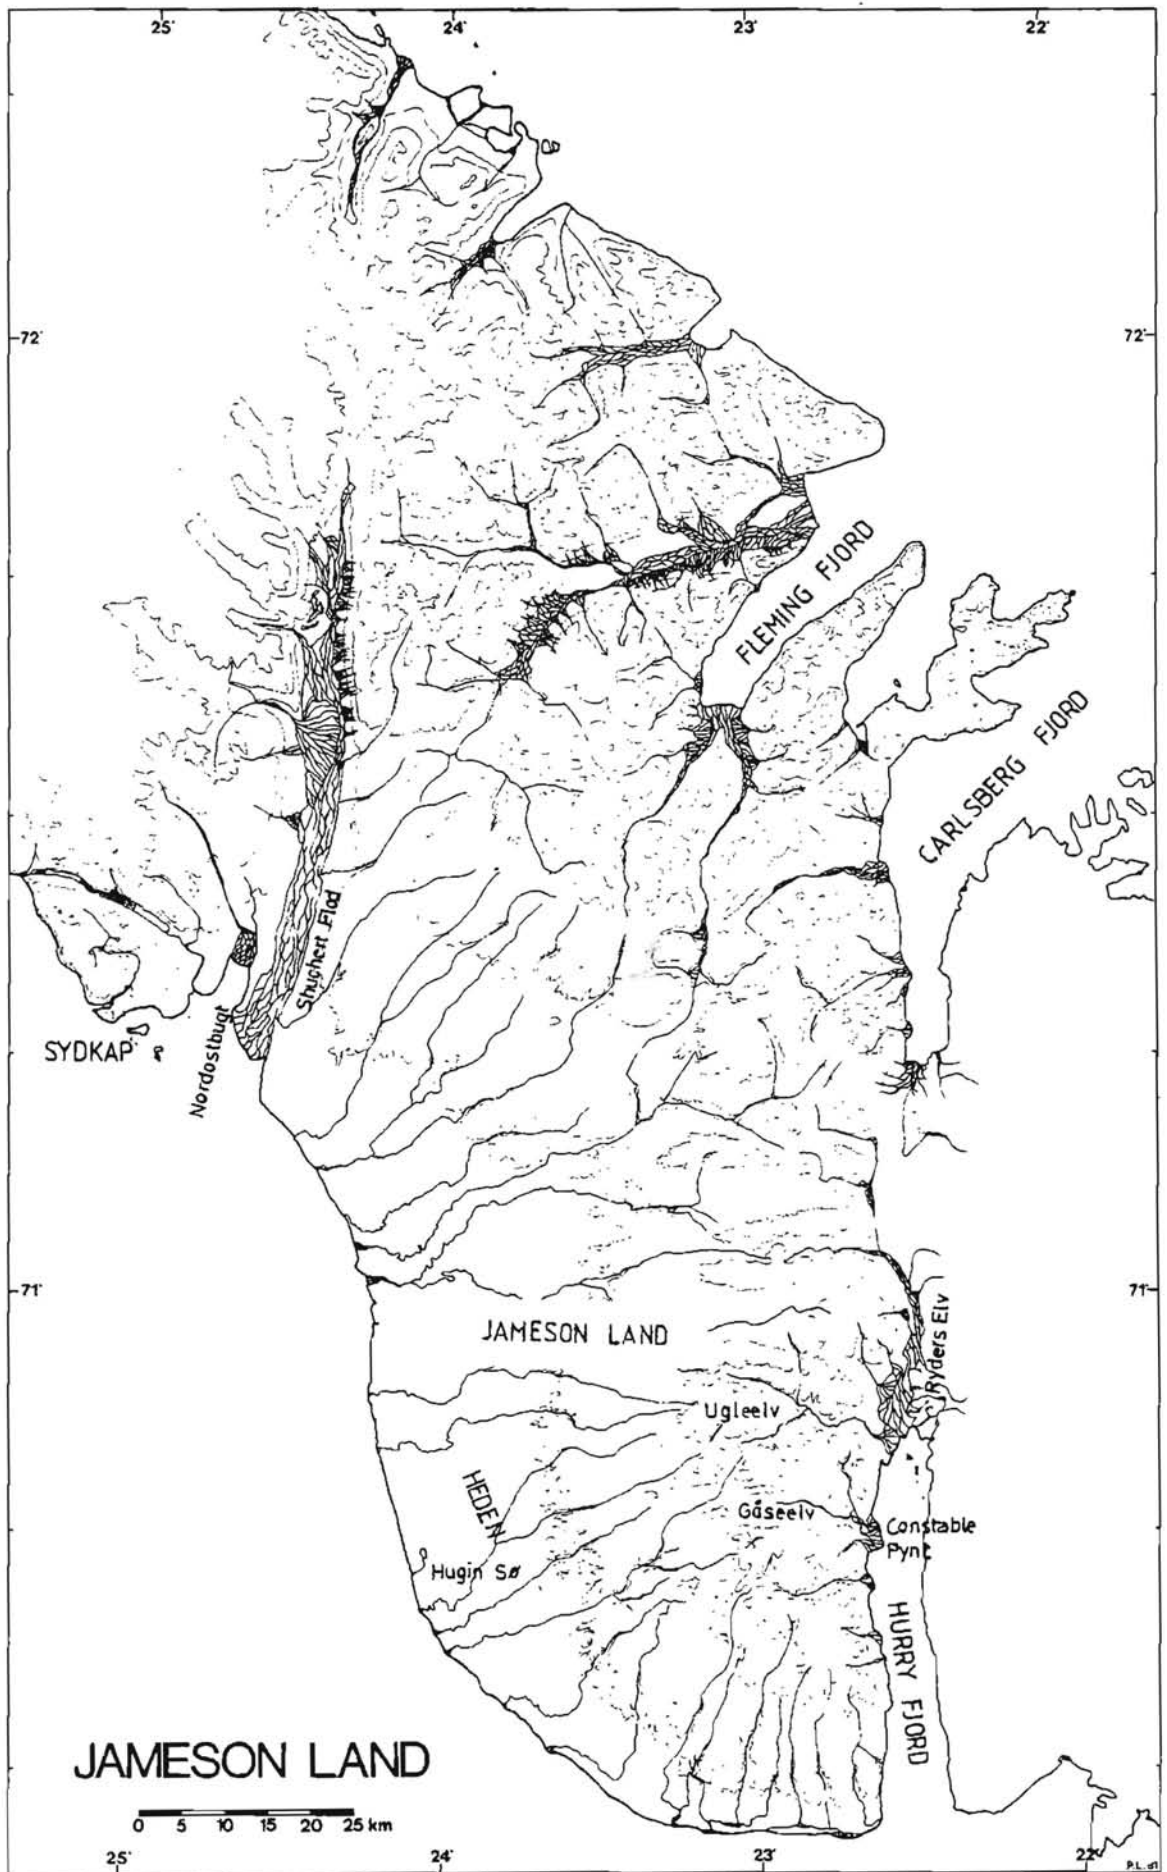 25° 24° 23° 22°
72° 72°
FLEMING FJORD
CARLSBERG FJORD
Shuchert Flod
Nordostbugt
SYDKAP
71° 71°
JAMESON LAND
Ryders Elv
Ugleelv
HEDEN
Gåseelv
Constable
Pynt
Hugin Sø
HURRY FJORD
JAMESON LAND
0 5 10 15 20 25 km
25° 24° 23° 22°